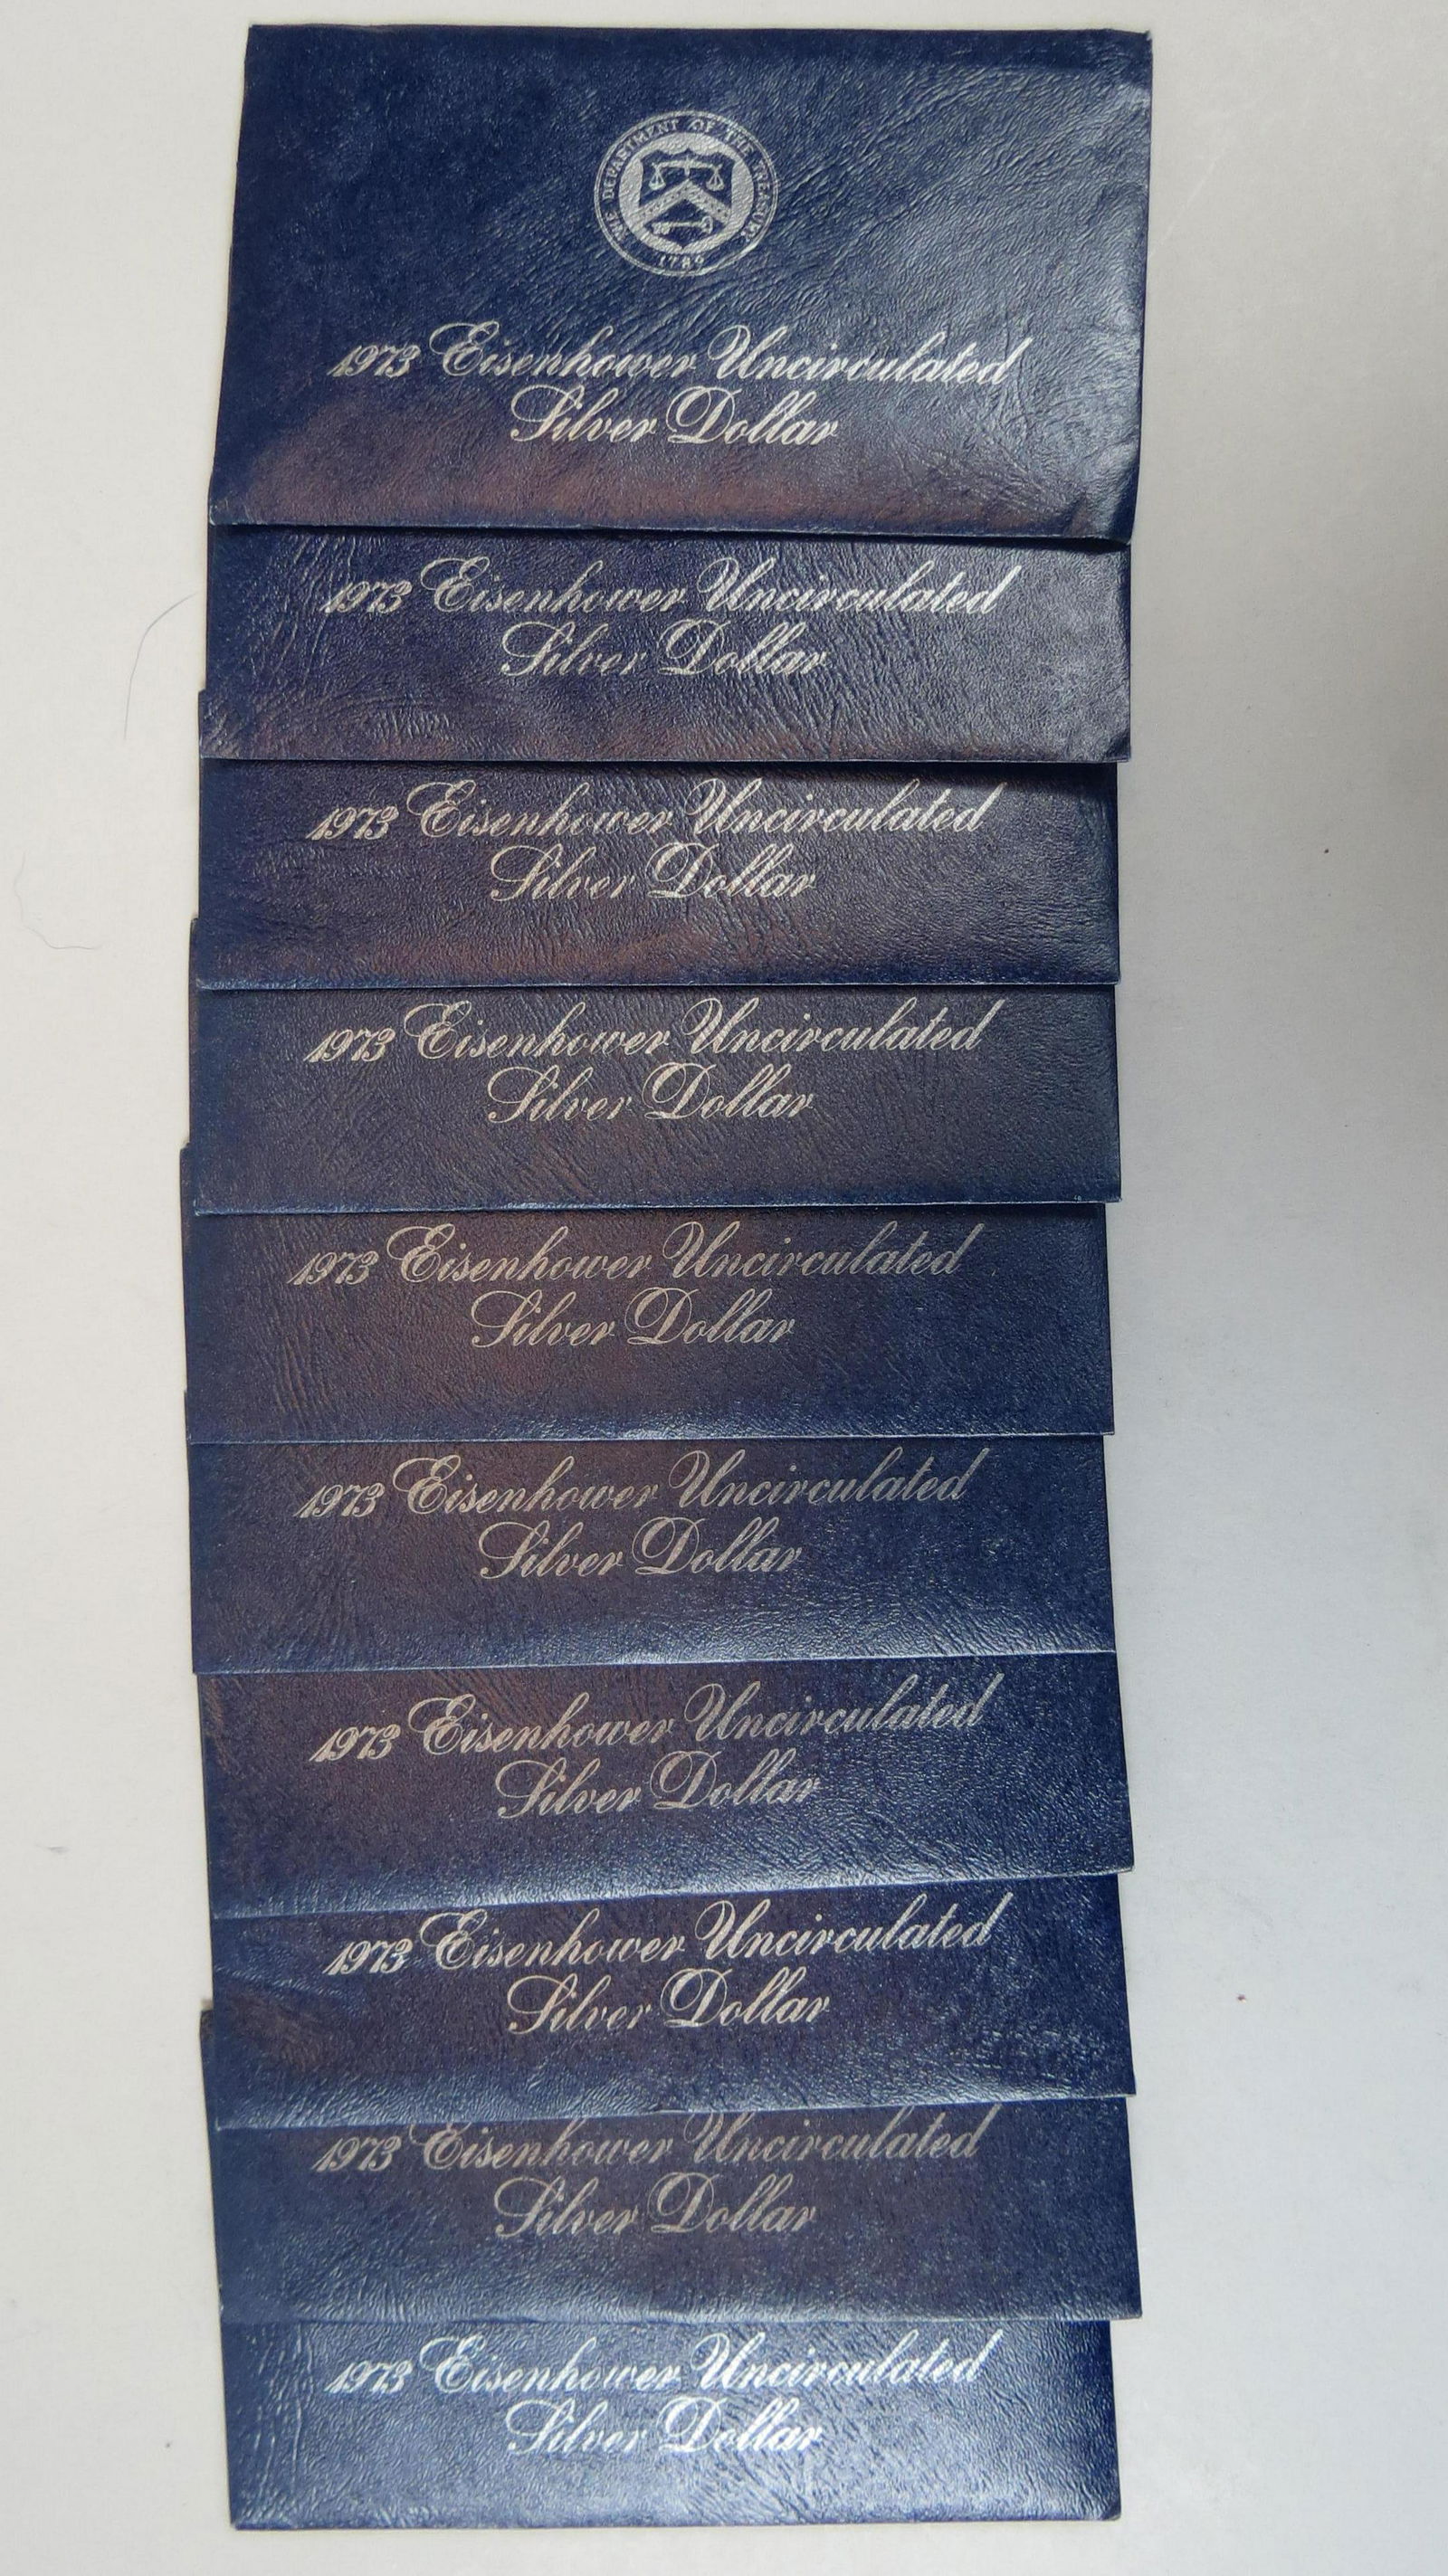 THE DEPARTMENT OF THE TREASURY
1789
1973 Eisenhower Uncirculated
Silver Dollar
1973 Eisenhower Uncirculated
Silver Dollar
1973 Eisenhower Uncirculated
Silver Dollar
1973 Eisenhower Uncirculated
Silver Dollar
1973 Eisenhower Uncirculated
Silver Dollar
1973 Eisenhower Uncirculated
Silver Dollar
1973 Eisenhower Uncirculated
Silver Dollar
1973 Eisenhower Uncirculated
Silver Dollar
1973 Eisenhower Uncirculated
Silver Dollar
1973 Eisenhower Uncirculated
Silver Dollar